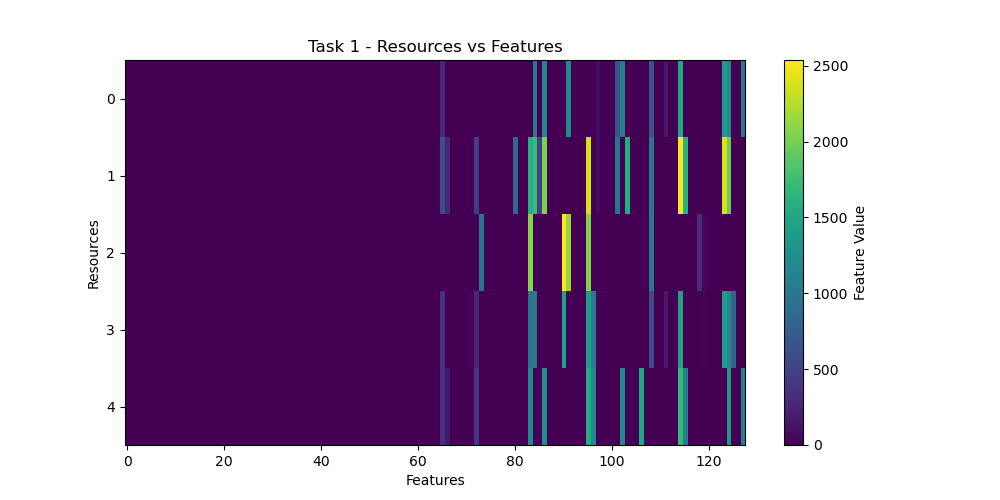 Task 1 - Resources vs Features
Resources
0
1
2
3
4
0 20 40 60 80 100 120
Features
2500
2000
1500
1000
500
0
Feature Value